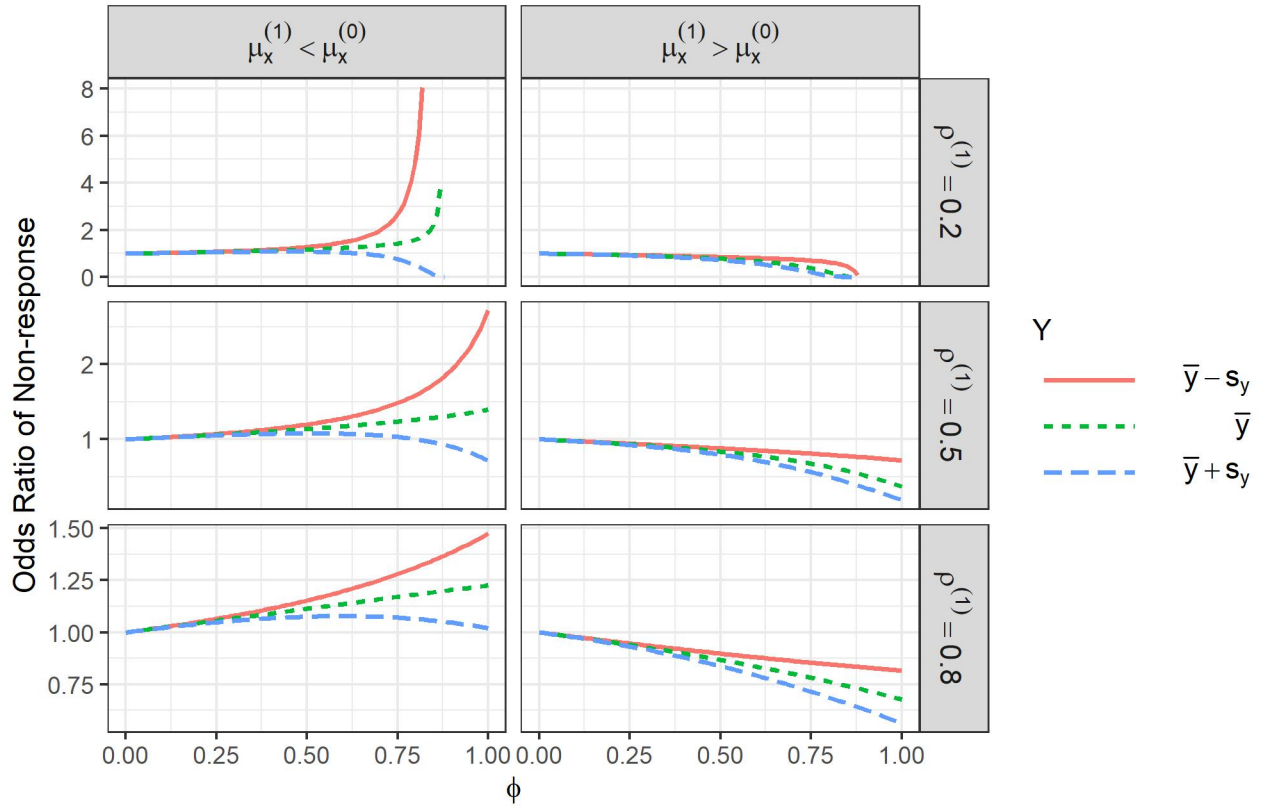 μx(1) < μx(0)
μx(1) > μx(0)
8
6
4
2
0
ρ(1) = 0.2
2
1
ρ(1) = 0.5
1.50
1.25
1.00
0.75
ρ(1) = 0.8
0.00 0.25 0.50 0.75 1.00
0.00 0.25 0.50 0.75 1.00
ϕ
Odds Ratio of Non-response
Y
y̅ − sy
y̅
y̅ + sy